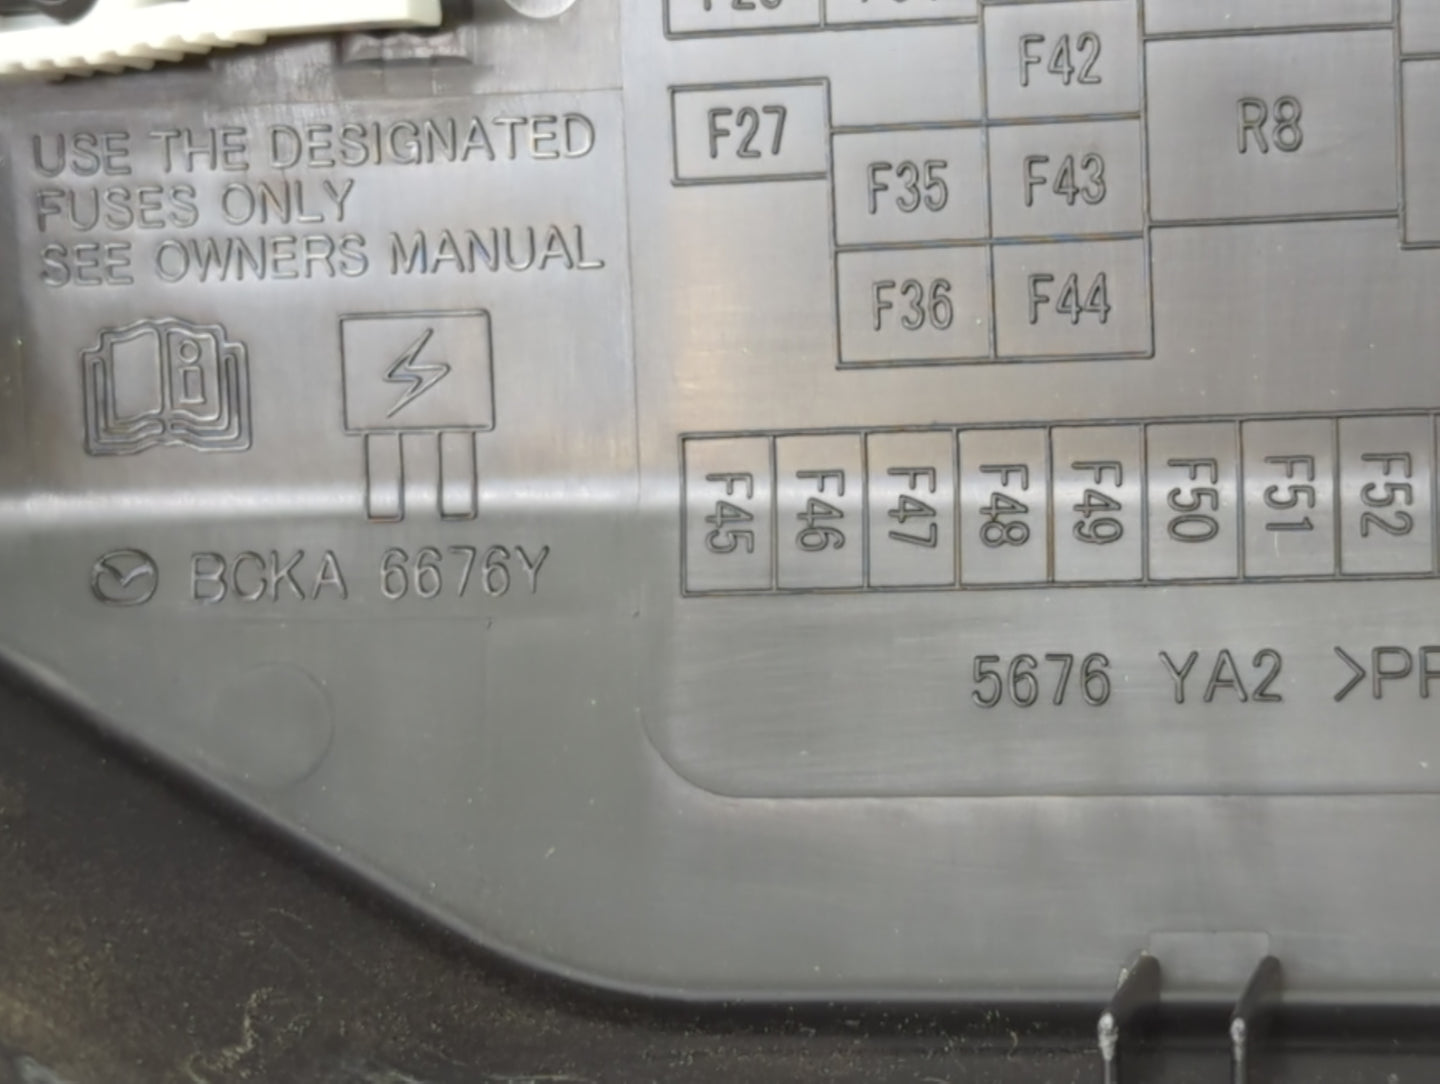 USE THE DESIGNATED
FUSES ONLY
SEE OWNERS MANUAL
BCKA 6676Y
F42
F27
R8
F35
F43
F36
F44
F45 F46 F47 F48 F49 F50 F51 F52
5676 YA2 >PP